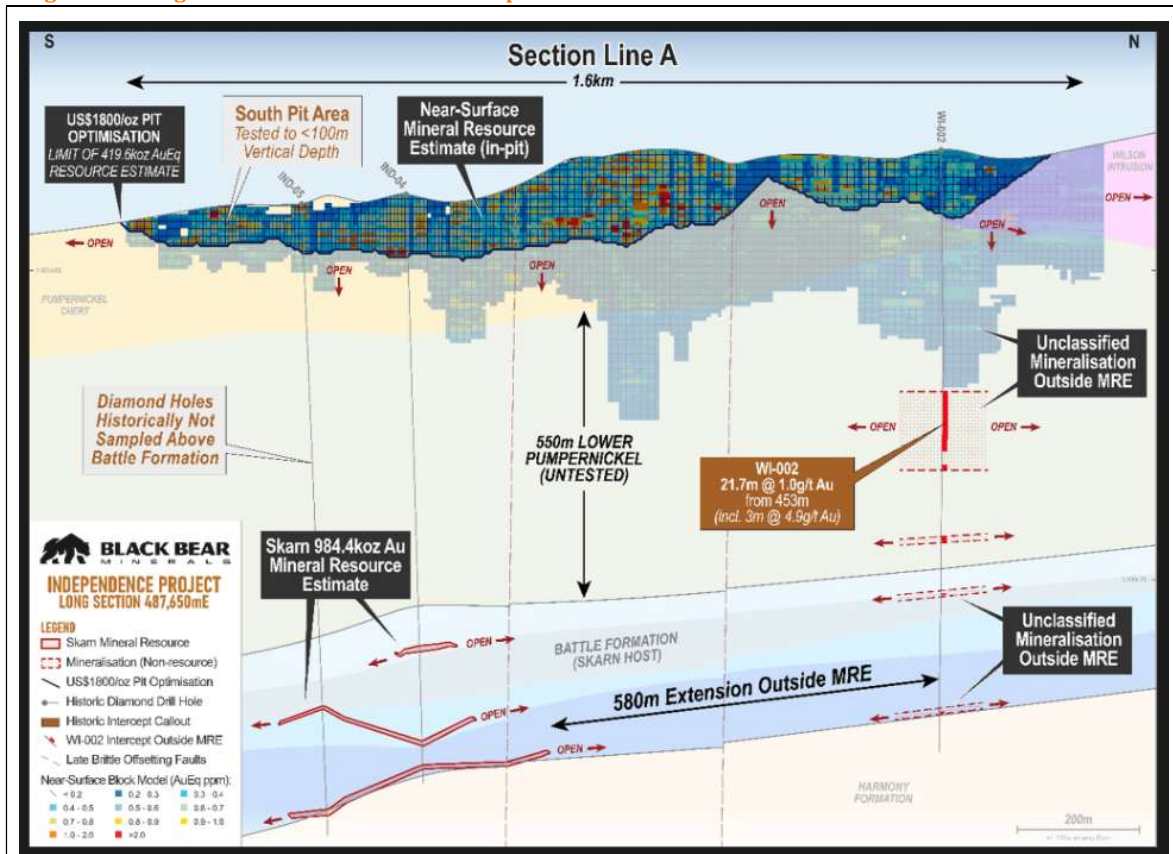 S
N
Section Line A
1.6km
US$1800/oz PIT
OPTIMISATION
LIMIT OF 419.6koz AuEq
RESOURCE ESTIMATE
South Pit Area
Tested to <100m
Vertical Depth
Near-Surface
Mineral Resource
Estimate (in-pit)
WI-002
WILSON
INTRUSION
IND-05
IND-04
OPEN
OPEN
OPEN
OPEN
OPEN
OPEN
PUMPERNICKEL
CHERT
Unclassified
Mineralisation
Outside MRE
Diamond Holes
Historically Not
Sampled Above
Battle Formation
550m LOWER
PUMPERNICKEL
(UNTESTED)
OPEN
OPEN
WI-002
21.7m @ 1.0g/t Au
from 453m
(incl. 3m @ 4.9g/t Au)
BLACK BEAR
MINERALS
INDEPENDENCE PROJECT
LONG SECTION 487,650mE
LEGEND
Skarn Mineral Resource
Mineralisation (Non-resource)
US$1800/oz Pit Optimisation
Historic Diamond Drill Hole
Historic Intercept Callout
WI-002 Intercept Outside MRE
Late Brittle Offsetting Faults
Near-Surface Block Model (AuEq ppm):
< 0.2 0.2 - 0.3 0.3 - 0.4
0.4 - 0.5 0.5 - 0.6 0.6 - 0.7
0.7 - 0.8 0.8 - 0.9 0.9 - 1.0
1.0 - 2.0 >2.0
Skarn 984.4koz Au
Mineral Resource
Estimate
OPEN
BATTLE FORMATION
(SKARN HOST)
Unclassified
Mineralisation
Outside MRE
580m Extension Outside MRE
OPEN
OPEN
HARMONY
FORMATION
200m